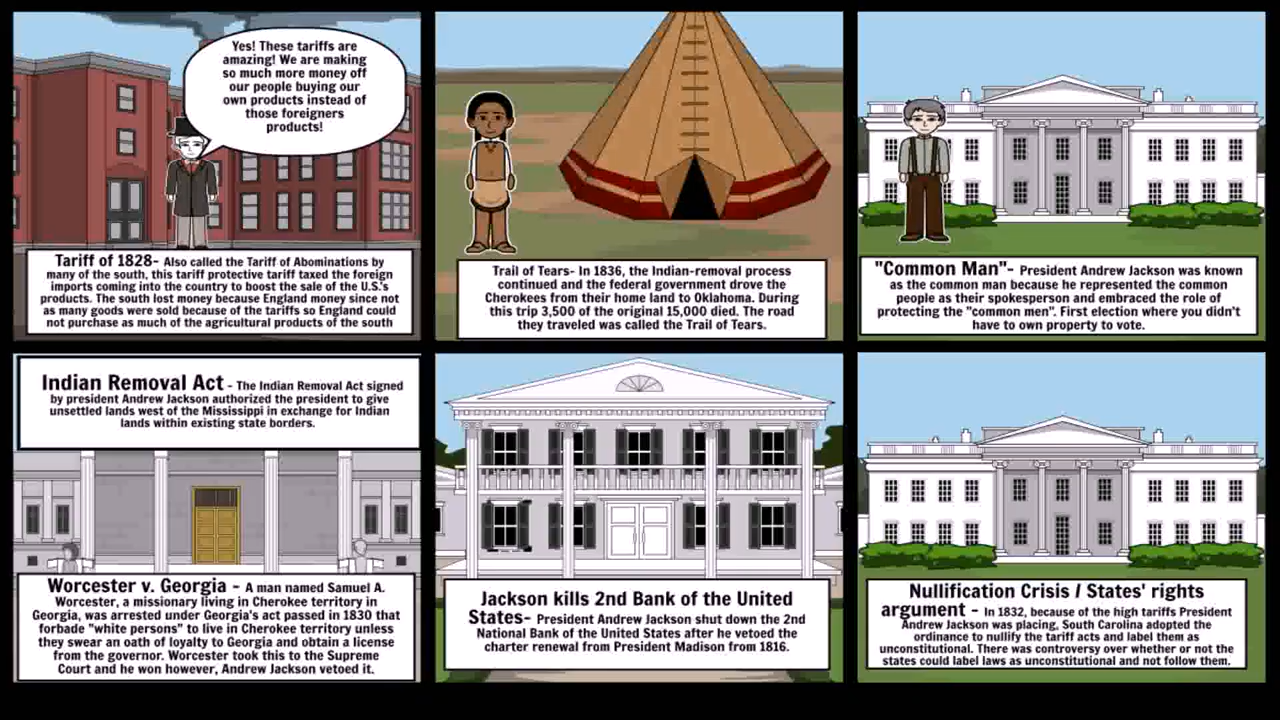 Yes! These tariffs are
amazing! We are making
so much more money off
our people buying our
own products instead of
those foreigners
products!
Tariff of 1828- Also called the Tariff of Abominations by
many of the south, this tariff protective tariff taxed the foreign
imports coming into the country to boost the sale of the U.S.'s
products. The south lost money because England money since not
as many goods were sold because of the tariffs so England could
not purchase as much of the agricultural products of the south
Trail of Tears- In 1836, the Indian-removal process
continued and the federal government drove the
Cherokees from their home land to Oklahoma. During
this trip 3,500 of the original 15,000 died. The road
they traveled was called the Trail of Tears.
"Common Man"- President Andrew Jackson was known
as the common man because he represented the common
people as their spokesperson and embraced the role of
protecting the "common men". First election where you didn't
have to own property to vote.
Indian Removal Act - The Indian Removal Act signed
by president Andrew Jackson authorized the president to give
unsettled lands west of the Mississippi in exchange for Indian
lands within existing state borders.
Worcester v. Georgia - A man named Samuel A.
Worcester, a missionary living in Cherokee territory in
Georgia, was arrested under Georgia's act passed in 1830 that
forbade "white persons" to live in Cherokee territory unless
they swear an oath of loyalty to Georgia and obtain a license
from the governor. Worcester took this to the Supreme
Court and he won however, Andrew Jackson vetoed it.
Jackson kills 2nd Bank of the United
States- President Andrew Jackson shut down the 2nd
National Bank of the United States after he vetoed the
charter renewal from President Madison from 1816.
Nullification Crisis / States' rights
argument - In 1832, because of the high tariffs President
Andrew Jackson was placing, South Carolina adopted the
ordinance to nullify the tariff acts and label them as
unconstitutional. There was controversy over whether or not the
states could label laws as unconstitutional and not follow them.